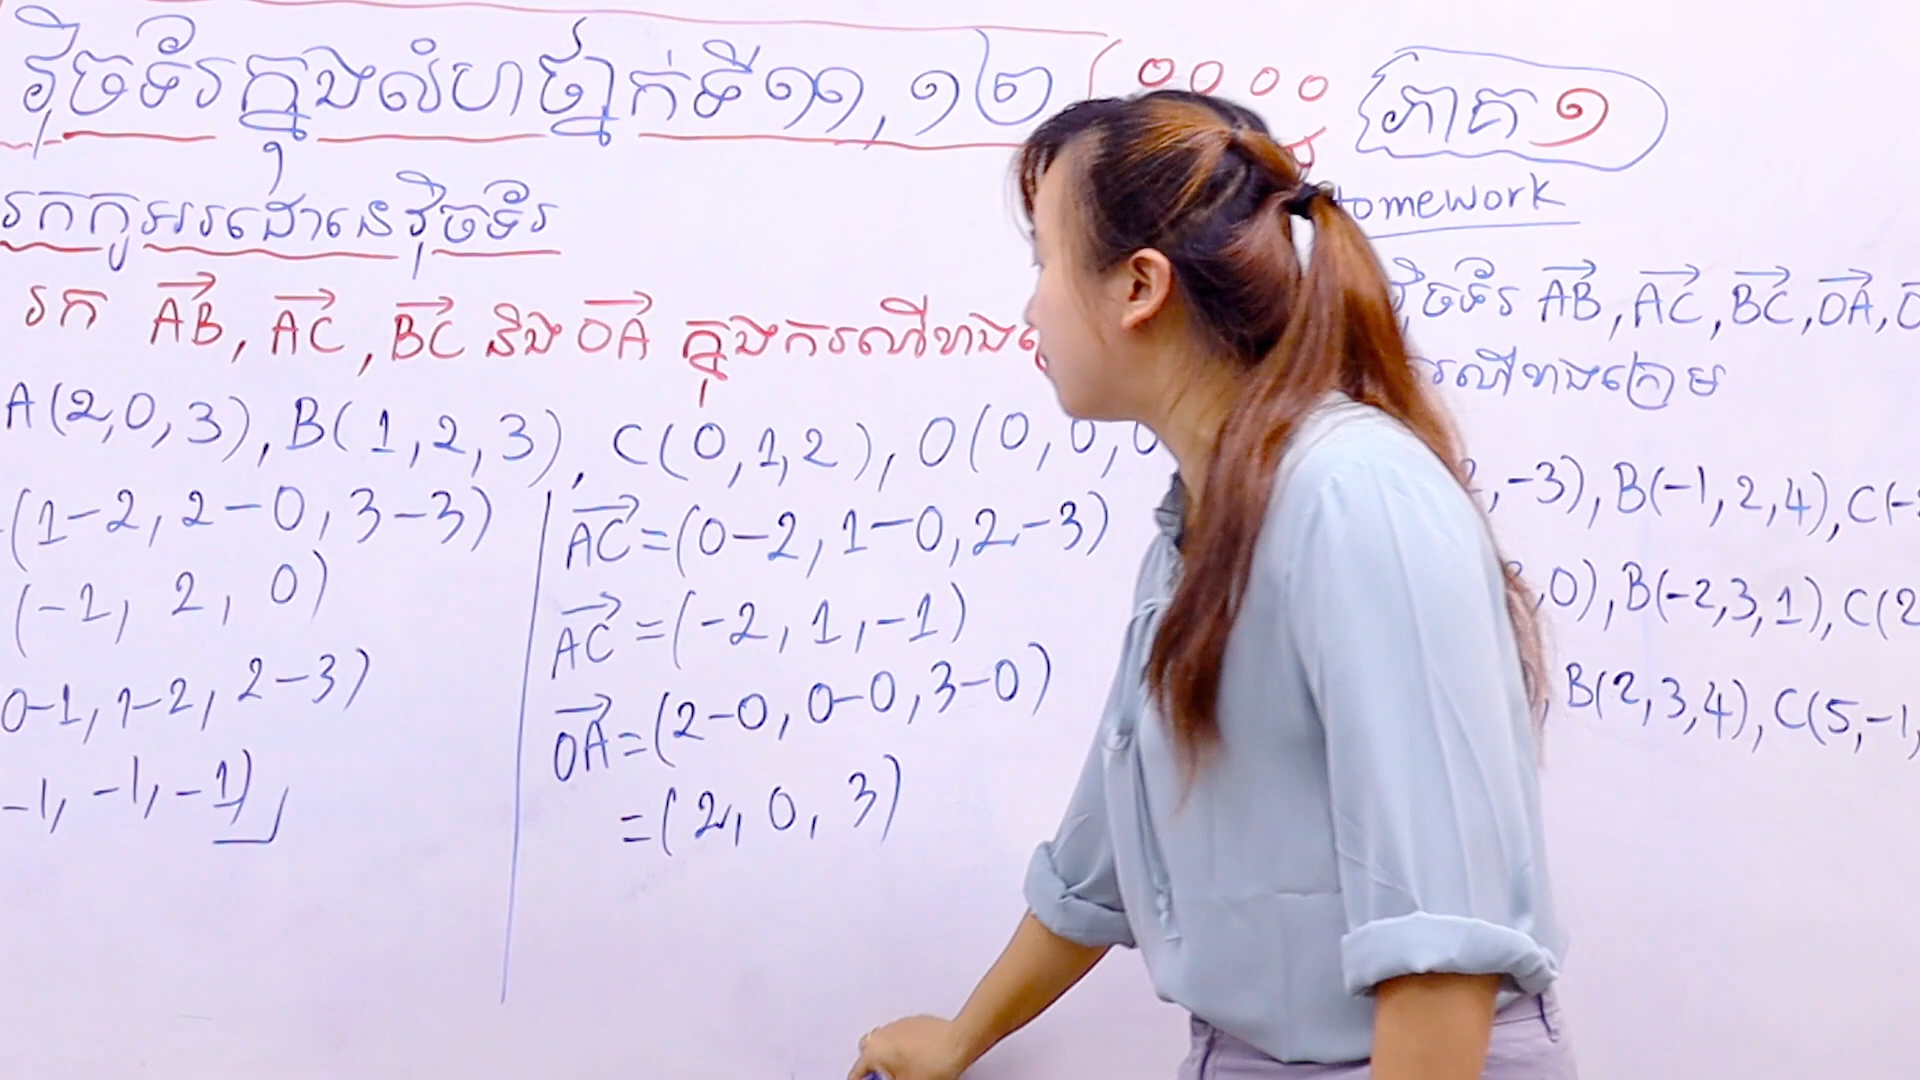 វ៉ិចទ័រក្នុងលំហថ្នាក់ទី១១,១២
ភាគ១
រកកូអរដោនេវ៉ិចទ័រ
រក AB, AC, BC និង OA ក្នុងករណីខាង
A(2,0,3), B(1,2,3), C(0,1,2), O(0,0,0
(1-2, 2-0, 3-3)
(-1, 2, 0)
0-1, 1-2, 2-3)
-1, -1, -1)
AC=(0-2, 1-0, 2-3)
AC=(-2, 1, -1)
OA=(2-0, 0-0, 3-0)
=(2, 0, 3)
Homework
វ៉ិចទ័រ AB, AC, BC, OA,
ករណីខាងក្រោម
, -3), B(-1,2,4), C(-
,0), B(-2,3,1), C(2
, B(2,3,4), C(5,-1,